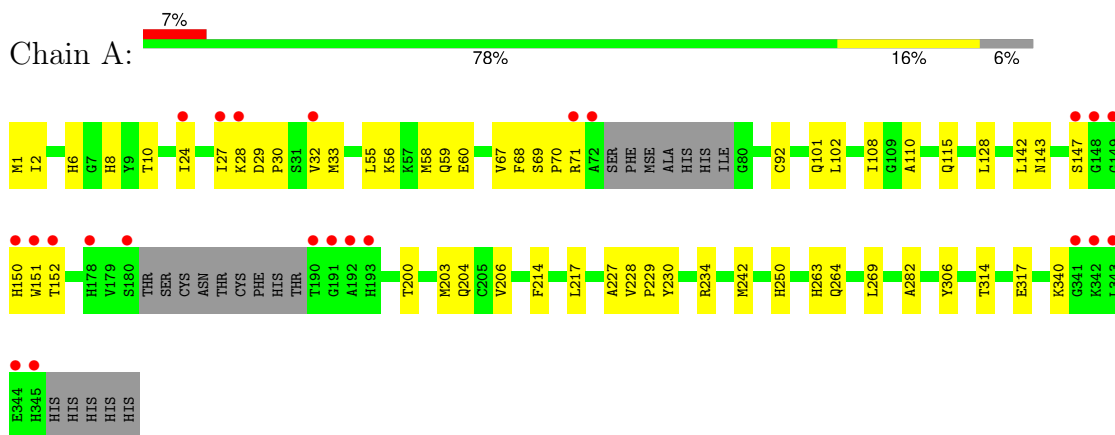 7%
Chain A:
78% 16% 6%
M1 I2 H6 G7 H8 Y9 T10 I24 I27 K28 D29 P30 S31 V32 M33 L55 K56 K57 M58 Q59 E60 V67 F68 S69 P70 R71 A72 SER PHE MSE ALA HIS HIS ILE G80 C92 Q101 L102 I108 G109 A110 Q115 L128 L142 N143 S147 G148 G149
H150 W151 T152 H178 V179 S180 THR SER CYS ASN THR CYS PHE HIS THR T190 G191 A192 H193 T200 M203 Q204 C205 V206 F214 L217 A227 V228 P229 Y230 R234 M242 H250 H263 Q264 L269 A282 Y306 T314 E317 K340 G341 K342 L343
E344 H345 HIS HIS HIS HIS HIS